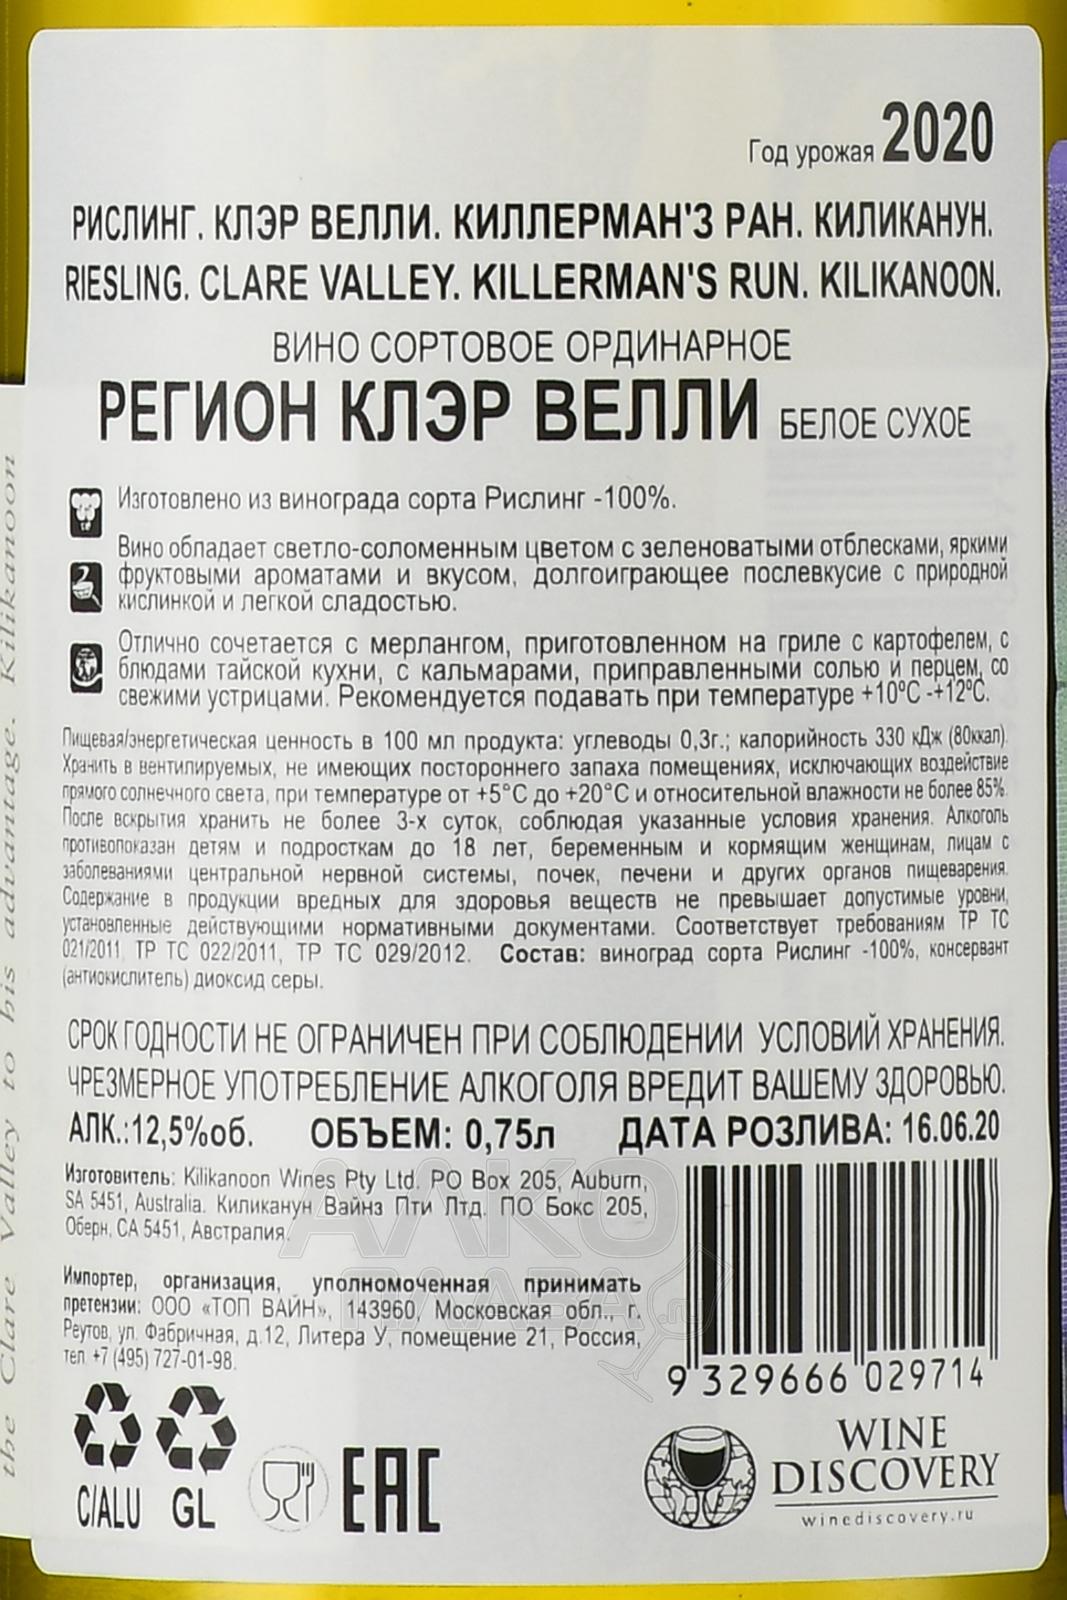 Год урожая 2020
РИСЛИНГ. КЛЭР ВЕЛЛИ. КИЛЛЕРМАН'З РАН. КИЛИКАНУН.
RIESLING. CLARE VALLEY. KILLERMAN'S RUN. KILIKANOON.
ВИНО СОРТОВОЕ ОРДИНАРНОЕ
РЕГИОН КЛЭР ВЕЛЛИ БЕЛОЕ СУХОЕ
Изготовлено из винограда сорта Рислинг -100%.
Вино обладает светло-соломенным цветом с зеленоватыми отблесками, яркими
фруктовыми ароматами и вкусом, долгоиграющее послевкусие с природной
кислинкой и легкой сладостью.
Отлично сочетается с мерлангом, приготовленном на гриле с картофелем, с
блюдами тайской кухни, с кальмарами, приправленными солью и перцем, со
свежими устрицами. Рекомендуется подавать при температуре +10°С -+12°С.
Пищевая/энергетическая ценность в 100 мл продукта: углеводы 0,3г.; калорийность 330 кДж (80ккал).
Хранить в вентилируемых, не имеющих постороннего запаха помещениях, исключающих воздействие
прямого солнечного света, при температуре от +5°С до +20°С и относительной влажности не более 85%.
После вскрытия хранить не более 3-х суток, соблюдая указанные условия хранения. Алкоголь
противопоказан детям и подросткам до 18 лет, беременным и кормящим женщинам, лицам с
заболеваниями центральной нервной системы, почек, печени и других органов пищеварения.
Содержание в продукции вредных для здоровья веществ не превышает допустимые уровни,
установленные действующими нормативными документами. Соответствует требованиям ТР ТС
021/2011, ТР ТС 022/2011, ТР ТС 029/2012. Состав: виноград сорта Рислинг -100%, консервант
(антиокислитель) диоксид серы.
СРОК ГОДНОСТИ НЕ ОГРАНИЧЕН ПРИ СОБЛЮДЕНИИ УСЛОВИЙ ХРАНЕНИЯ.
ЧРЕЗМЕРНОЕ УПОТРЕБЛЕНИЕ АЛКОГОЛЯ ВРЕДИТ ВАШЕМУ ЗДОРОВЬЮ.
АЛК.:12,5%об. ОБЪЕМ: 0,75л ДАТА РОЗЛИВА: 16.06.20
Изготовитель: Kilikanoon Wines Pty Ltd. PO Box 205, Auburn,
SA 5451, Australia. Киликанун Вайнз Пти Лтд. ПО Бокс 205,
Оберн, СА 5451, Австралия.
Импортер, организация, уполномоченная принимать
претензии: ООО «ТОП ВАЙН», 143960, Московская обл., г.
Реутов, ул. Фабричная, д.12, Литера У, помещение 21, Россия,
тел. +7 (495) 727-01-98.
9 329666 029714
C/ALU GL
EAC
WINE
DISCOVERY
winediscovery.ru
the Clare Valley to his advantage. Kilikanoon
АЛКО
ПЛАЗА.ru